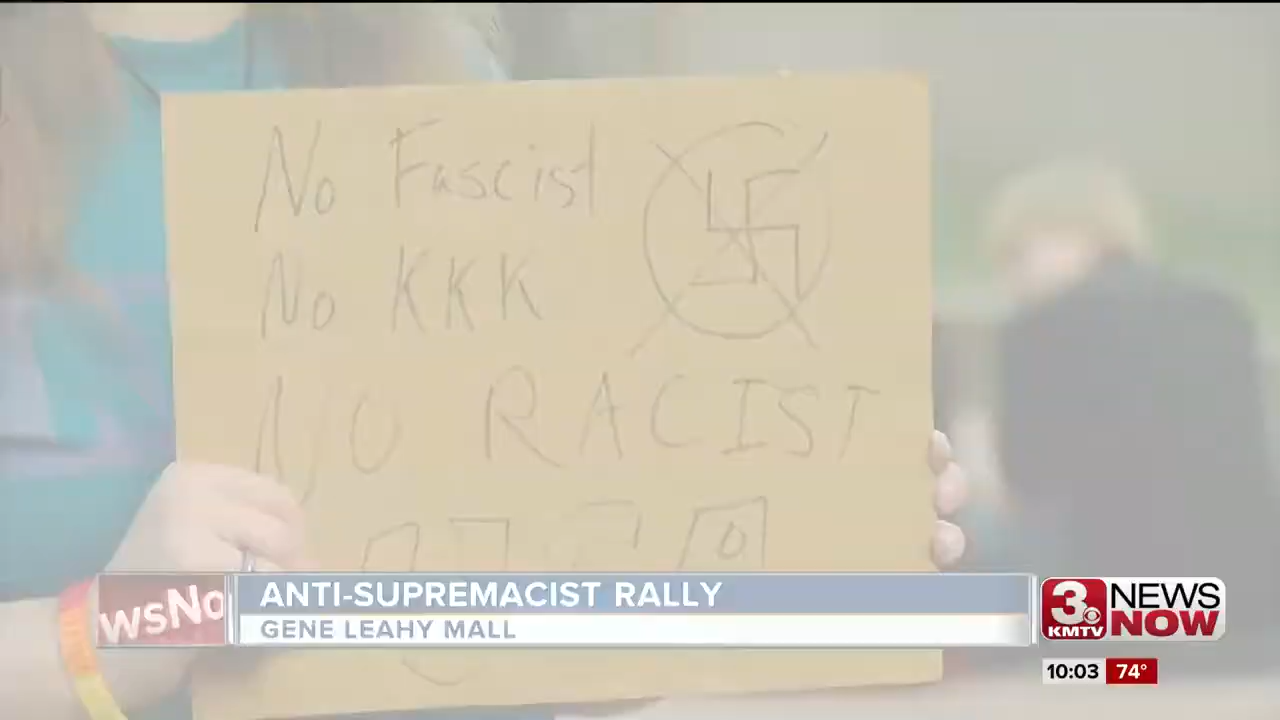 No Fascist
No KKK
NO RACIST
wsNo
ANTI-SUPREMACIST RALLY
GENE LEAHY MALL
3
KMTV
NEWS
NOW
10:03 74°